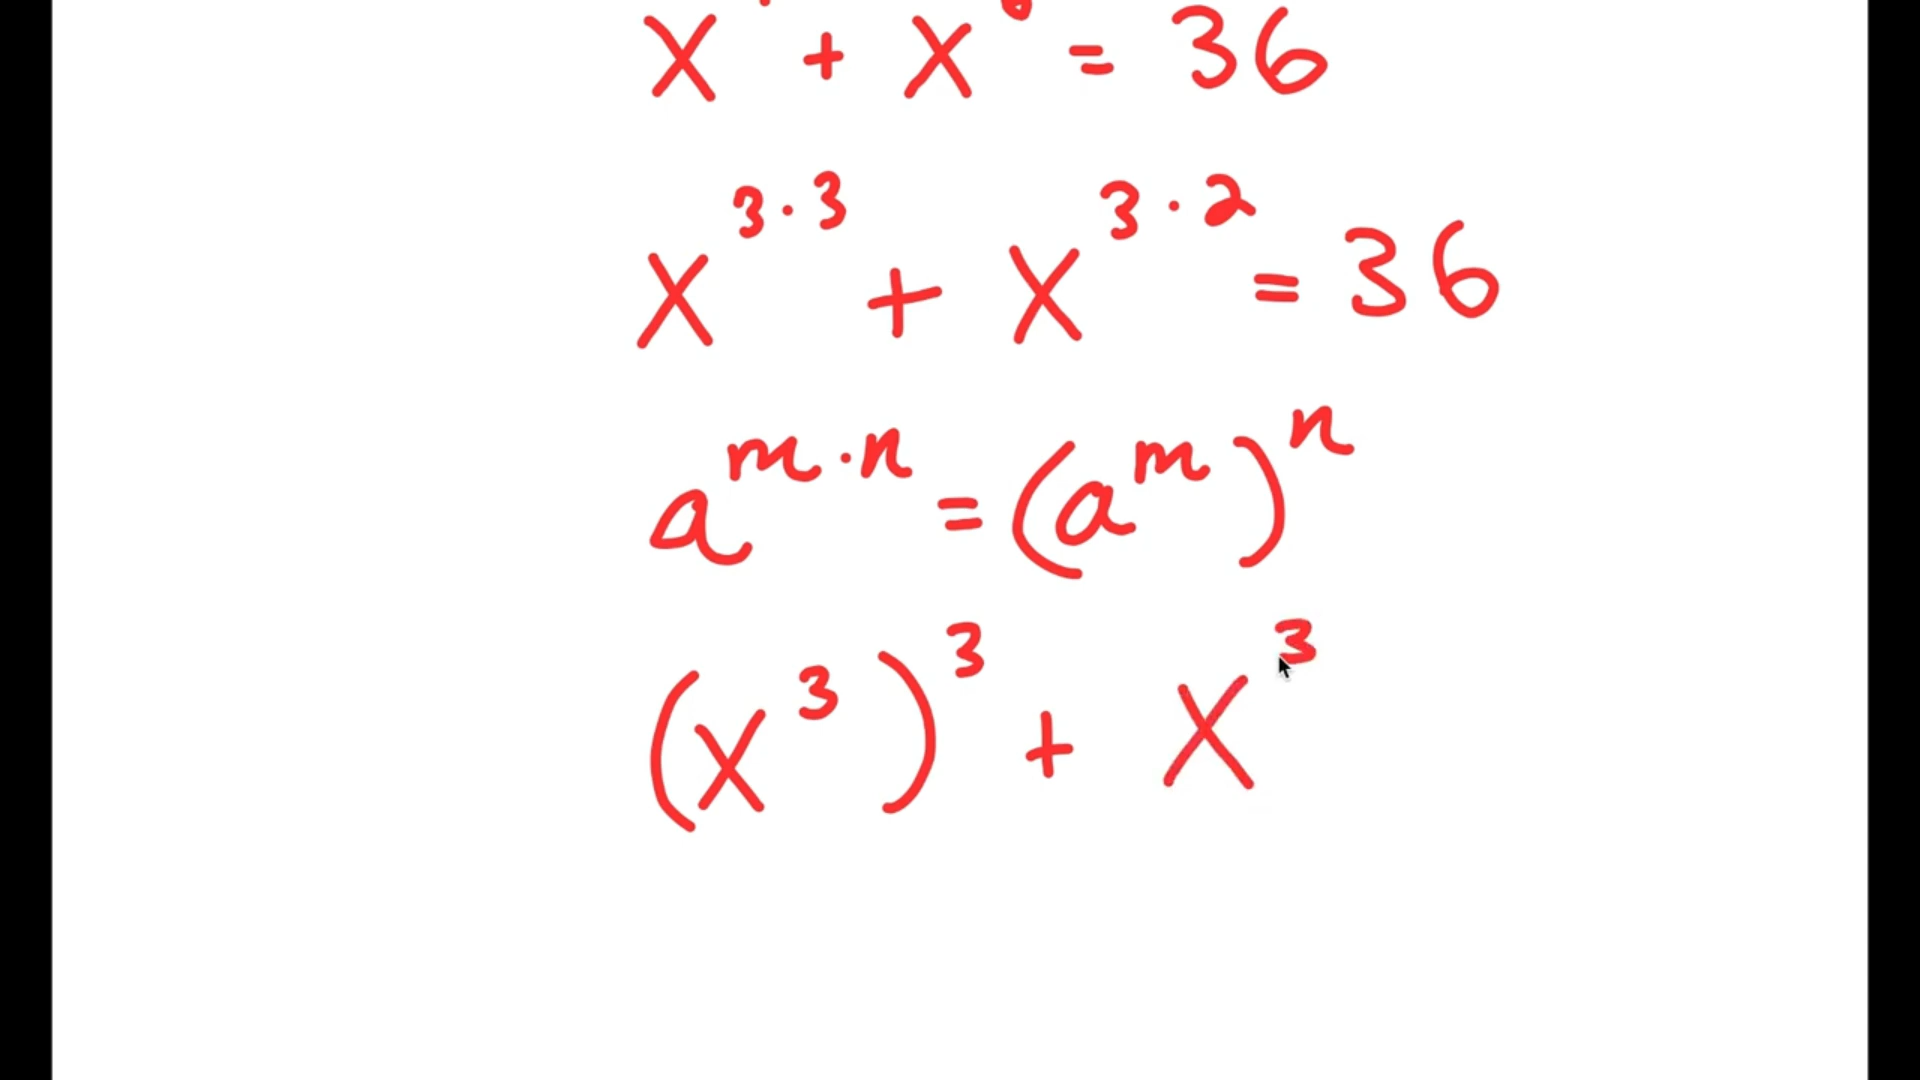 x + x = 36
x^{3·3} + x^{3·2} = 36
a^{m·n} = (a^m)^n
(x^3)^3 + x^3